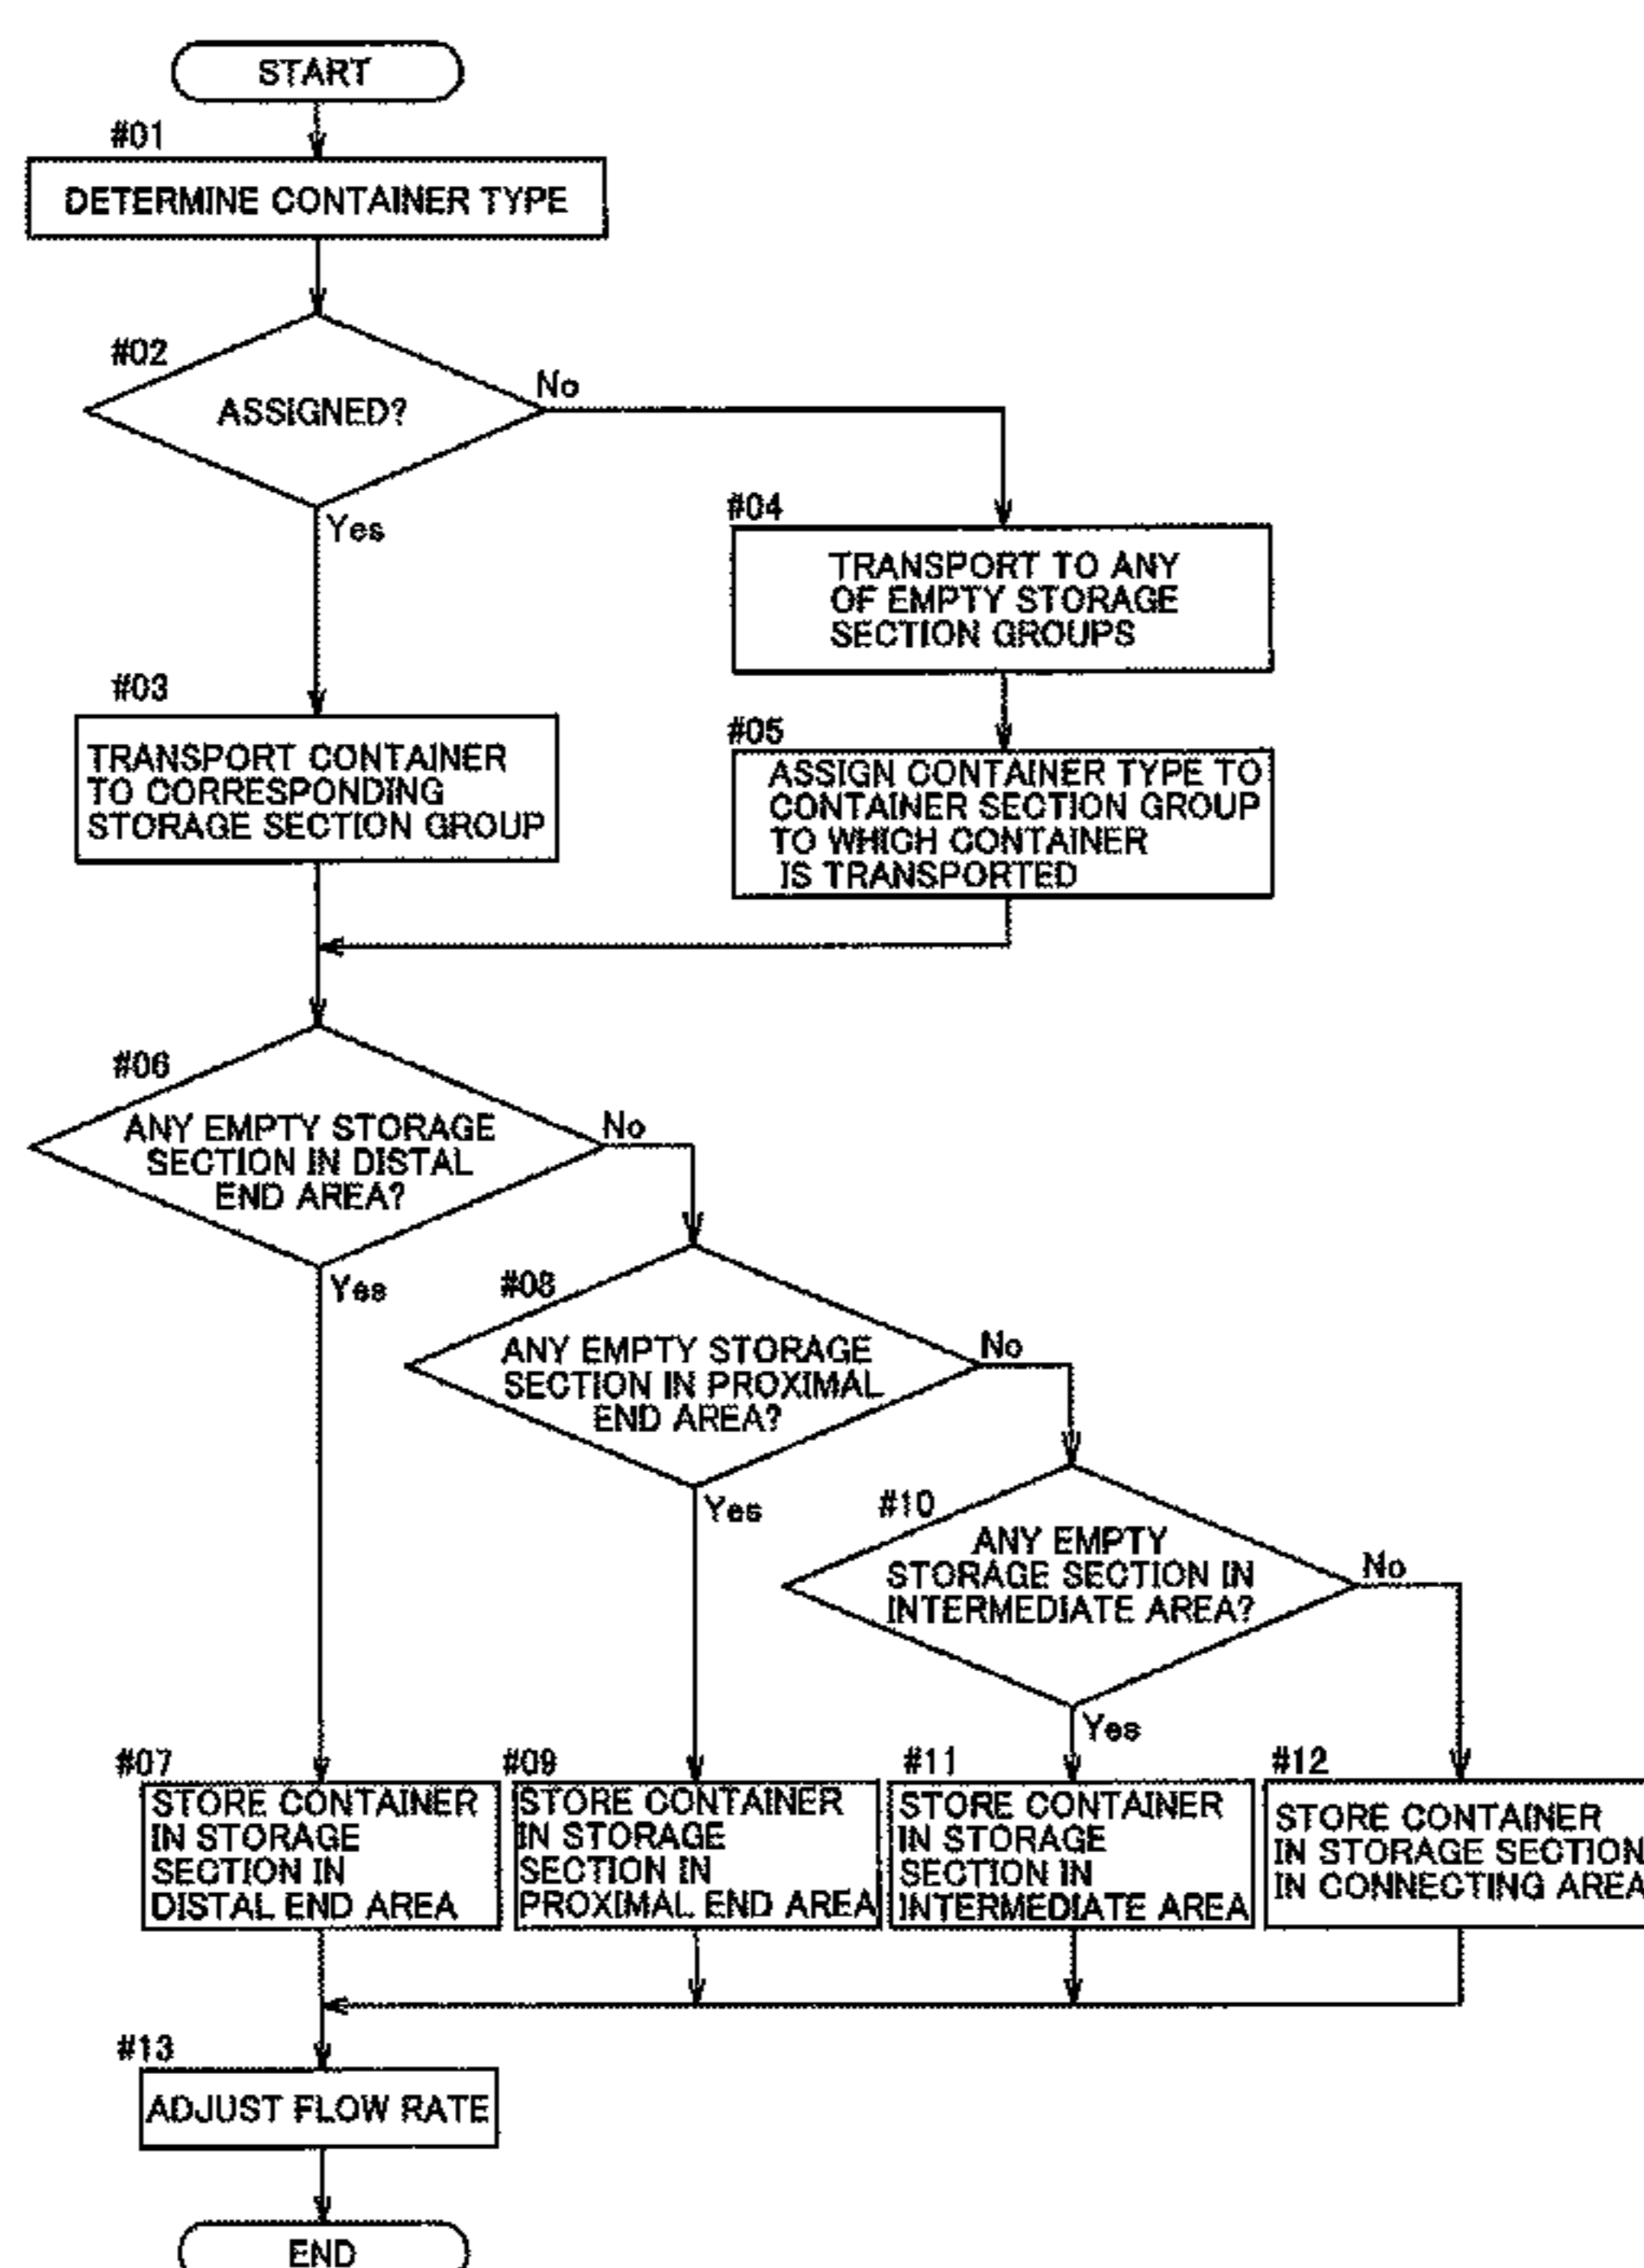 START
#01
DETERMINE CONTAINER TYPE
#02
ASSIGNED?
No
Yes
#04
TRANSPORT TO ANY
OF EMPTY STORAGE
SECTION GROUPS
#03
TRANSPORT CONTAINER
TO CORRESPONDING
STORAGE SECTION GROUP
#05
ASSIGN CONTAINER TYPE TO
CONTAINER SECTION GROUP
TO WHICH CONTAINER
IS TRANSPORTED
#06
ANY EMPTY STORAGE
SECTION IN DISTAL
END AREA?
No
Yes
#08
ANY EMPTY STORAGE
SECTION IN PROXIMAL
END AREA?
No
Yes
#10
ANY EMPTY
STORAGE SECTION IN
INTERMEDIATE AREA?
No
Yes
#07
STORE CONTAINER
IN STORAGE
SECTION IN
DISTAL END AREA
#09
STORE CONTAINER
IN STORAGE
SECTION IN
PROXIMAL END AREA
#11
STORE CONTAINER
IN STORAGE
SECTION IN
INTERMEDIATE AREA
#12
STORE CONTAINER
IN STORAGE SECTION
IN CONNECTING AREA
#13
ADJUST FLOW RATE
END